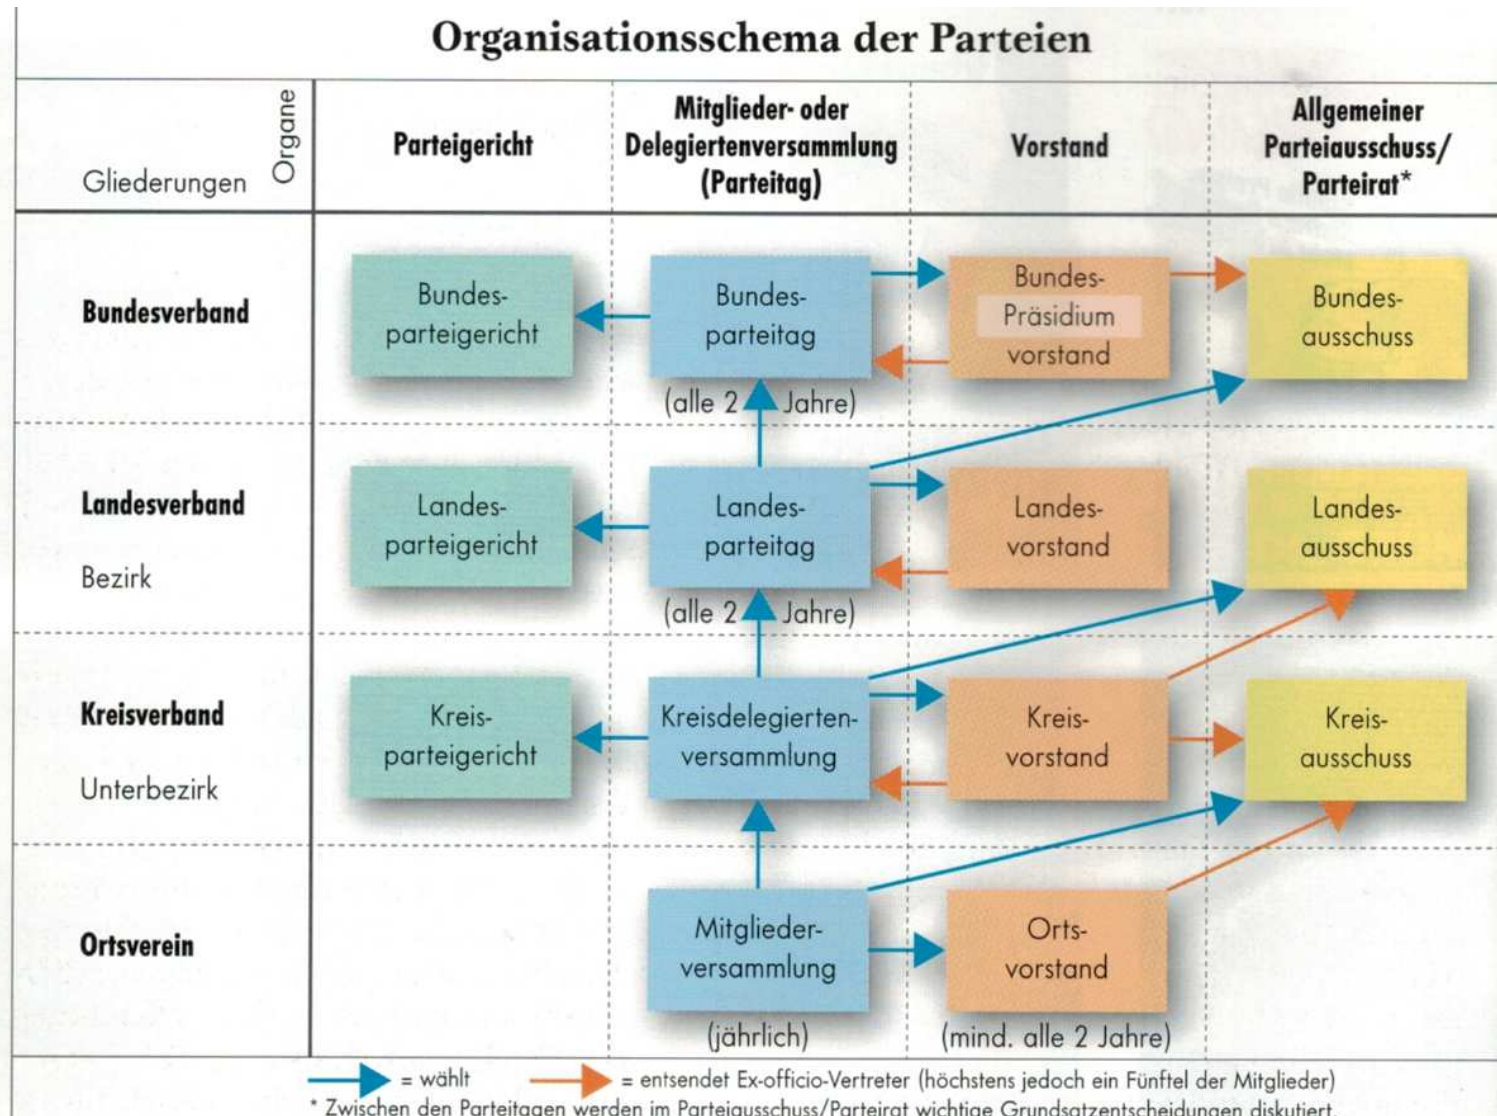 Organisationsschema der Parteien
Gliederungen
Organe
Parteigericht
Mitglieder- oder
Delegiertenversammlung
(Parteitag)
Vorstand
Allgemeiner
Parteiausschuss/
Parteirat*
Bundesverband
Bundes-
parteigericht
Bundes-
parteitag
(alle 2 Jahre)
Bundes-
Präsidium
vorstand
Bundes-
ausschuss
Landesverband
Bezirk
Landes-
parteigericht
Landes-
parteitag
(alle 2 Jahre)
Landes-
vorstand
Landes-
ausschuss
Kreisverband
Unterbezirk
Kreis-
parteigericht
Kreisdelegierten-
versammlung
Kreis-
vorstand
Kreis-
ausschuss
Ortsverein
Mitglieder-
versammlung
(jährlich)
Orts-
vorstand
(mind. alle 2 Jahre)
= wählt
= entsendet Ex-officio-Vertreter (höchstens jedoch ein Fünftel der Mitglieder)
* Zwischen den Parteitagen werden im Parteiausschuss/Parteirat wichtige Grundsatzentscheidungen diskutiert.